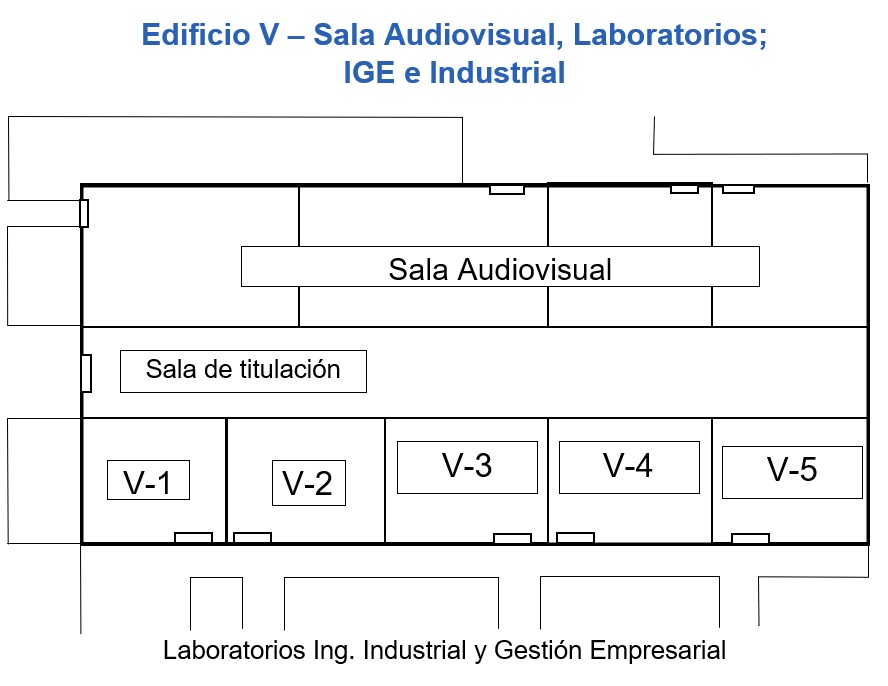 Edificio V – Sala Audiovisual, Laboratorios;
IGE e Industrial
Sala Audiovisual
Sala de titulación
V-1
V-2
V-3
V-4
V-5
Laboratorios Ing. Industrial y Gestión Empresarial